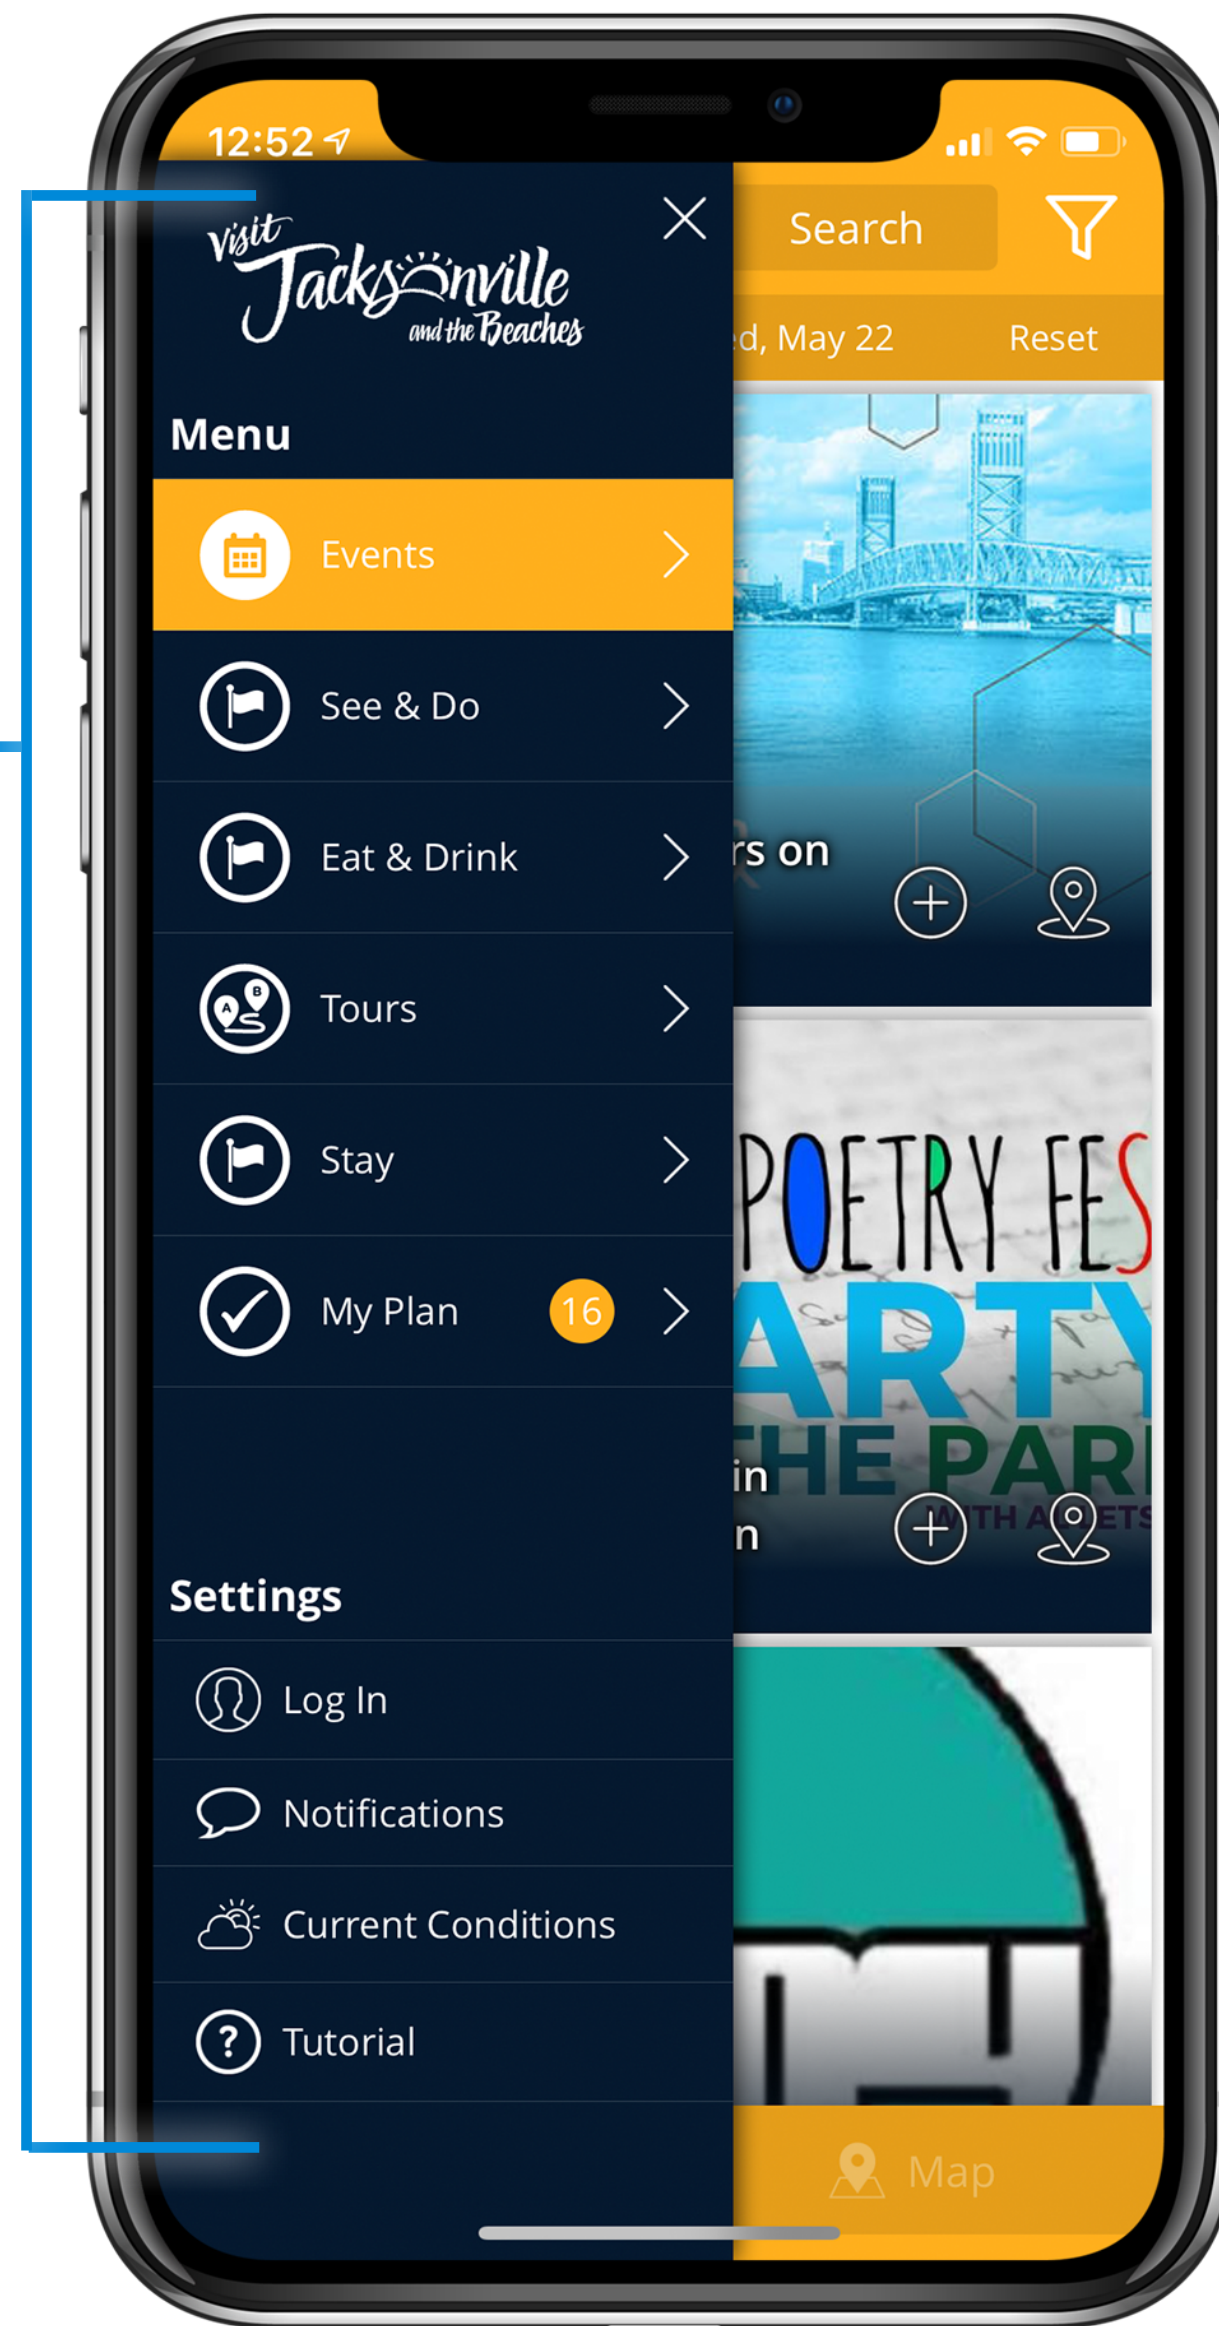 12:52
Visit
Jacksonville
and the Beaches
Search
ed, May 22
Reset
Menu
Events
See & Do
Eat & Drink
A B
Tours
Stay
My Plan
16
rs on
POETRY FES
ARTY
THE PAR
in
n
Settings
Log In
Notifications
Current Conditions
?
Tutorial
Map